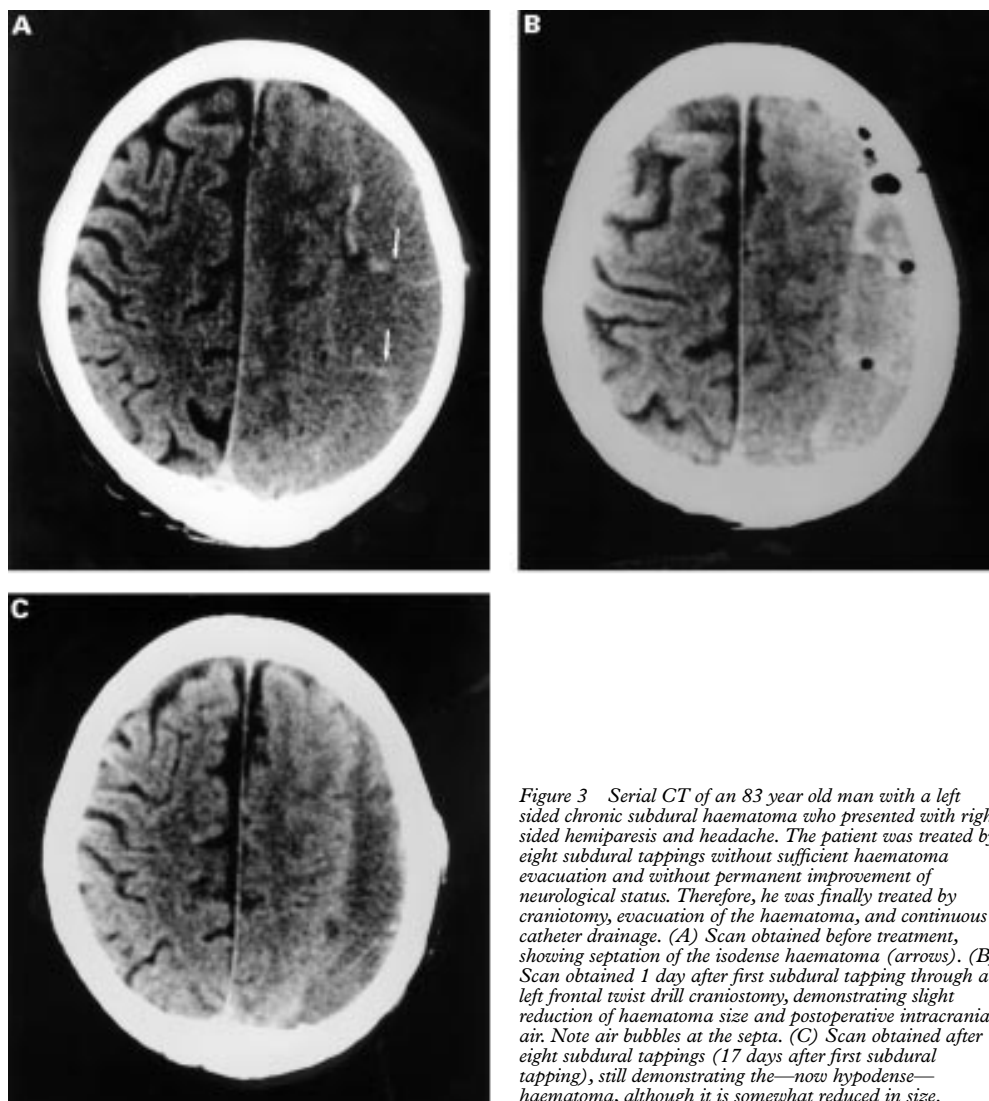 A
B
C
Figure 3 Serial CT of an 83 year old man with a left
sided chronic subdural haematoma who presented with righ
sided hemiparesis and headache. The patient was treated b
eight subdural tappings without sufficient haematoma
evacuation and without permanent improvement of
neurological status. Therefore, he was finally treated by
craniotomy, evacuation of the haematoma, and continuous
catheter drainage. (A) Scan obtained before treatment,
showing septation of the isodense haematoma (arrows). (B
Scan obtained 1 day after first subdural tapping through a
left frontal twist drill craniostomy, demonstrating slight
reduction of haematoma size and postoperative intracrania
air. Note air bubbles at the septa. (C) Scan obtained after
eight subdural tappings (17 days after first subdural
tapping), still demonstrating the—now hypodense—
haematoma, although it is somewhat reduced in size.